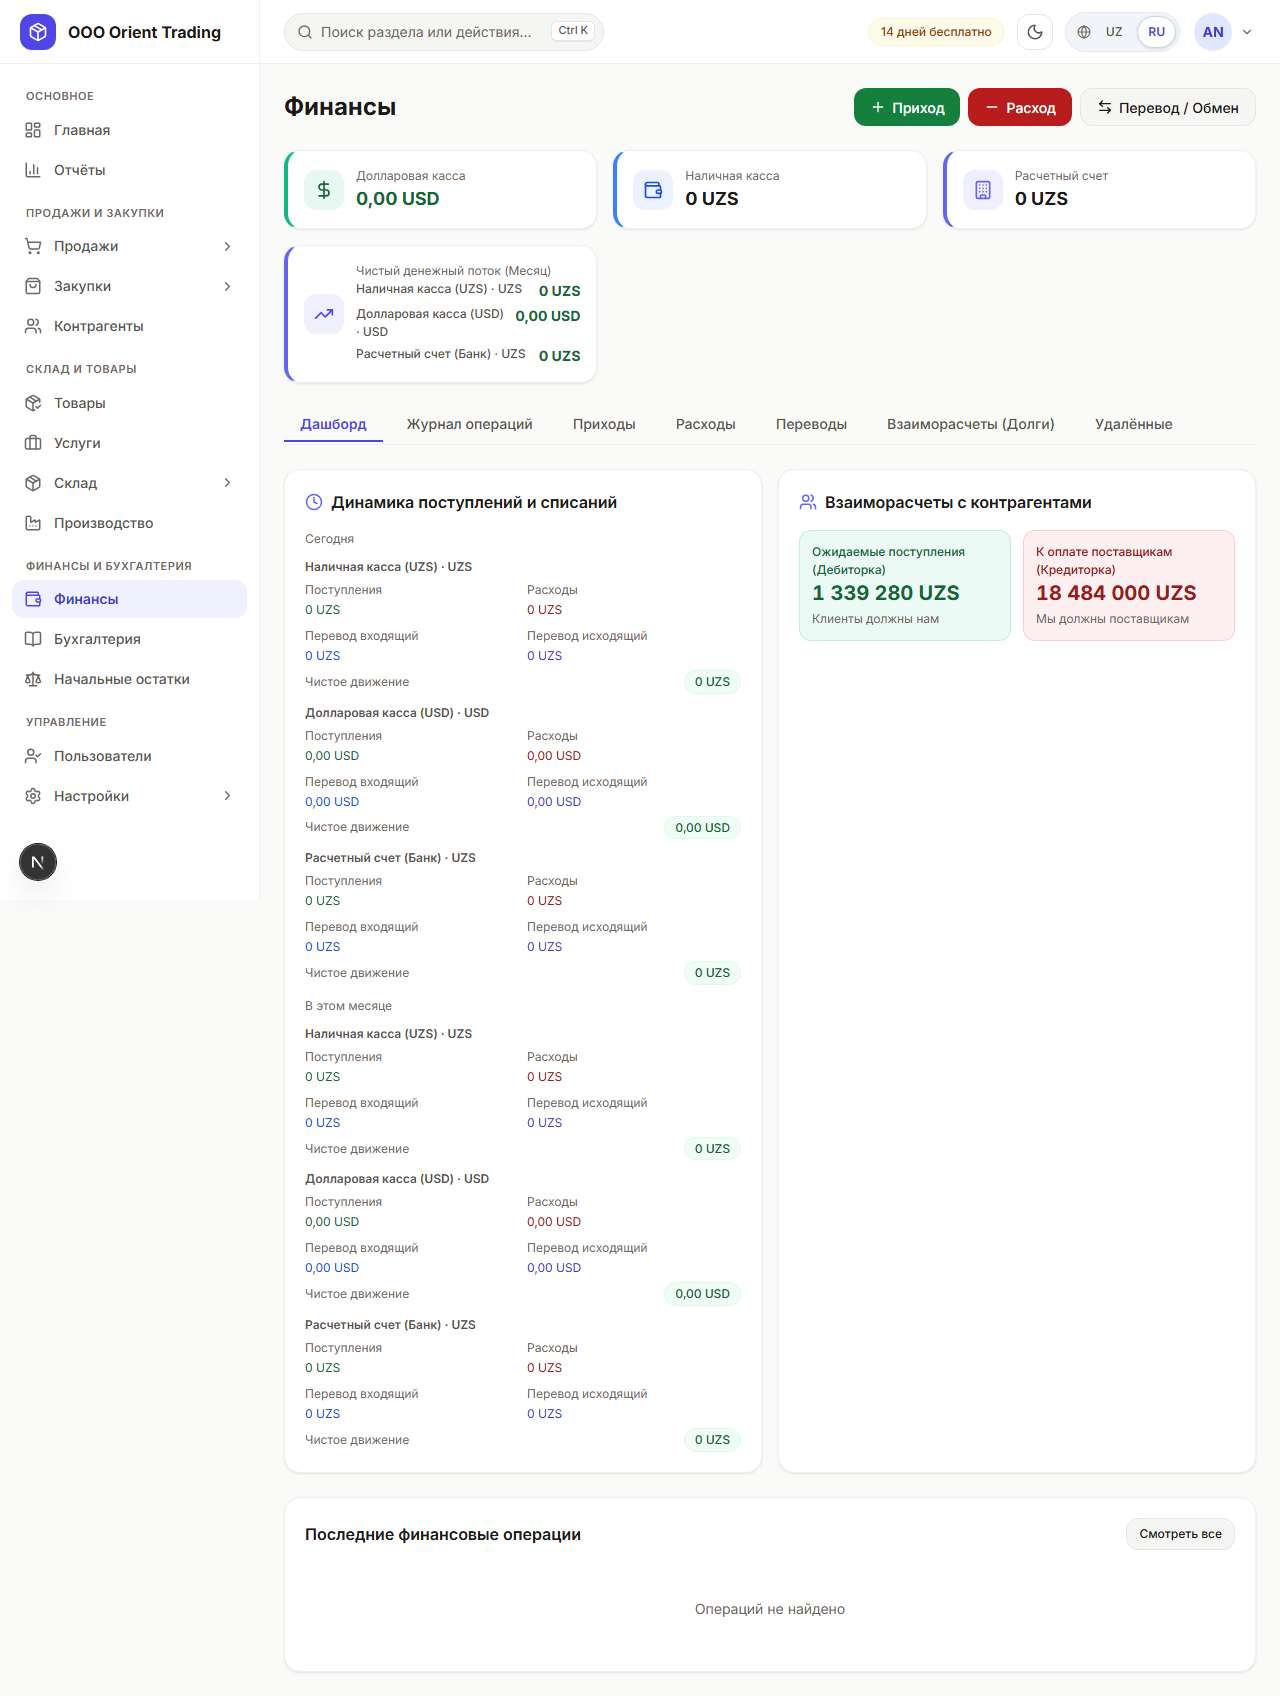 ООО Orient Trading
Поиск раздела или действия...
Ctrl K
14 дней бесплатно
UZ
RU
AN
ОСНОВНОЕ
Главная
Отчёты
ПРОДАЖИ И ЗАКУПКИ
Продажи
Закупки
Контрагенты
СКЛАД И ТОВАРЫ
Товары
Услуги
Склад
Производство
ФИНАНСЫ И БУХГАЛТЕРИЯ
Финансы
Бухгалтерия
Начальные остатки
УПРАВЛЕНИЕ
Пользователи
Настройки
N
Финансы
Приход
Расход
Перевод / Обмен
Долларовая касса
0,00 USD
Наличная касса
0 UZS
Расчетный счет
0 UZS
Чистый денежный поток (Месяц)
Наличная касса (UZS) · UZS 0 UZS
Долларовая касса (USD) 0,00 USD
· USD
Расчетный счет (Банк) · UZS 0 UZS
Дашборд
Журнал операций
Приходы
Расходы
Переводы
Взаиморасчеты (Долги)
Удалённые
Динамика поступлений и списаний
Сегодня
Наличная касса (UZS) · UZS
Поступления Расходы
0 UZS 0 UZS
Перевод входящий Перевод исходящий
0 UZS 0 UZS
Чистое движение 0 UZS
Долларовая касса (USD) · USD
Поступления Расходы
0,00 USD 0,00 USD
Перевод входящий Перевод исходящий
0,00 USD 0,00 USD
Чистое движение 0,00 USD
Расчетный счет (Банк) · UZS
Поступления Расходы
0 UZS 0 UZS
Перевод входящий Перевод исходящий
0 UZS 0 UZS
Чистое движение 0 UZS
В этом месяце
Наличная касса (UZS) · UZS
Поступления Расходы
0 UZS 0 UZS
Перевод входящий Перевод исходящий
0 UZS 0 UZS
Чистое движение 0 UZS
Долларовая касса (USD) · USD
Поступления Расходы
0,00 USD 0,00 USD
Перевод входящий Перевод исходящий
0,00 USD 0,00 USD
Чистое движение 0,00 USD
Расчетный счет (Банк) · UZS
Поступления Расходы
0 UZS 0 UZS
Перевод входящий Перевод исходящий
0 UZS 0 UZS
Чистое движение 0 UZS
Взаиморасчеты с контрагентами
Ожидаемые поступления
(Дебиторка)
1 339 280 UZS
Клиенты должны нам
К оплате поставщикам
(Кредиторка)
18 484 000 UZS
Мы должны поставщикам
Последние финансовые операции
Смотреть все
Операций не найдено